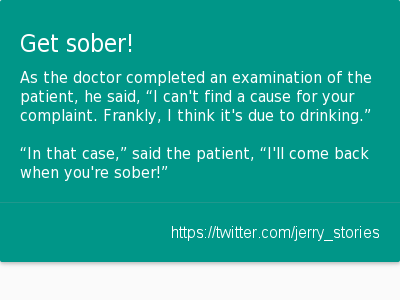 Get sober!
As the doctor completed an examination of the
patient, he said, “I can't find a cause for your
complaint. Frankly, I think it's due to drinking.”
“In that case,” said the patient, “I'll come back
when you're sober!”
https://twitter.com/jerry_stories